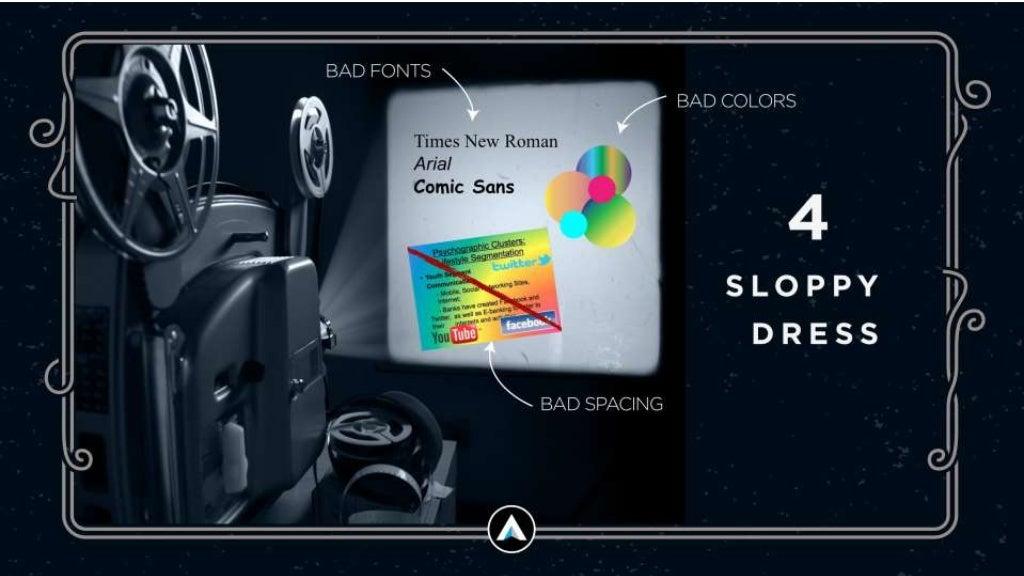 BAD FONTS
BAD COLORS
Times New Roman
Arial
Comic Sans
4
SLOPPY
DRESS
Psychographic Clusters:
Lifestyle Segmentation
twitter
Youth Segment
Mobile, Social Networking Sites,
Internet;
- Banks have created Facebook and
Twitter, as well as E-banking
their
YouTube
facebook
BAD SPACING